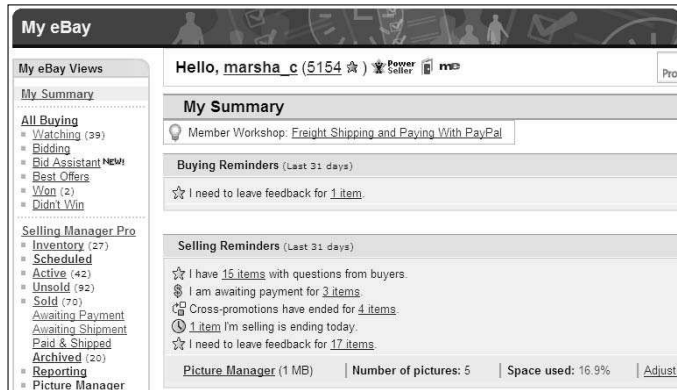 My eBay
My eBay Views
My Summary
All Buying
Watching (39)
Bidding
Bid Assistant NEW!
Best Offers
Won (2)
Didn't Win
Selling Manager Pro
Inventory (27)
Scheduled
Active (42)
Unsold (92)
Sold (70)
Awaiting Payment
Awaiting Shipment
Paid & Shipped
Archived (20)
Reporting
Picture Manager
Hello, marsha_c (5154 ) Power Seller me
Pro
My Summary
Member Workshop: Freight Shipping and Paying With PayPal
Buying Reminders (Last 31 days)
I need to leave feedback for 1 item.
Selling Reminders (Last 31 days)
I have 15 items with questions from buyers.
I am awaiting payment for 3 items.
Cross-promotions have ended for 4 items.
1 item I'm selling is ending today.
I need to leave feedback for 17 items.
Picture Manager (1 MB) Number of pictures: 5 Space used: 16.9% Adjust